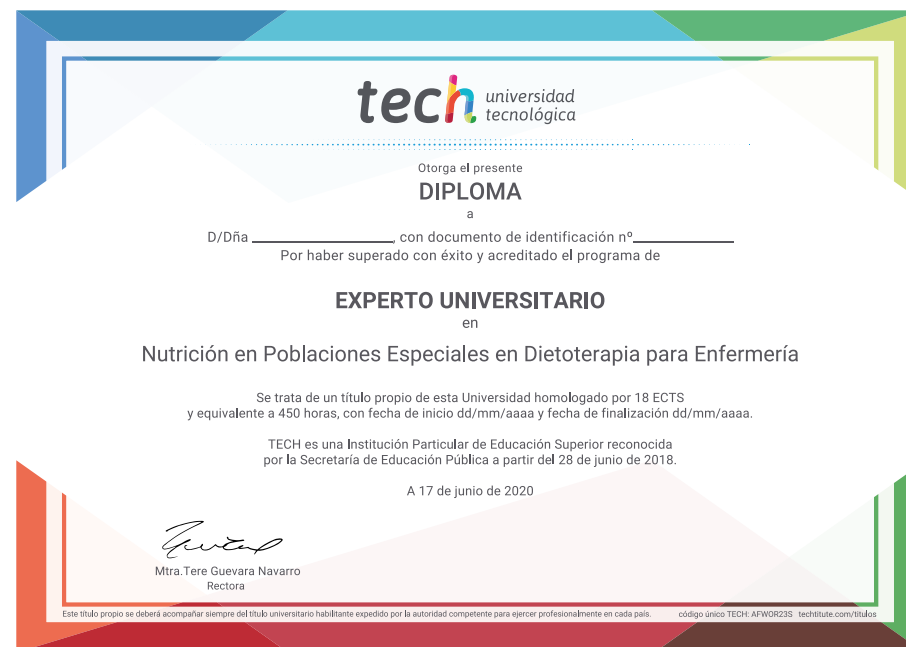 tech universidad
tecnológica
Otorga el presente
DIPLOMA
a
D/Dña ____________________, con documento de identificación nº______________
Por haber superado con éxito y acreditado el programa de
EXPERTO UNIVERSITARIO
en
Nutrición en Poblaciones Especiales en Dietoterapia para Enfermería
Se trata de un título propio de esta Universidad homologado por 18 ECTS
y equivalente a 450 horas, con fecha de inicio dd/mm/aaaa y fecha de finalización dd/mm/aaaa.
TECH es una Institución Particular de Educación Superior reconocida
por la Secretaría de Educación Pública a partir del 28 de junio de 2018.
A 17 de junio de 2020
Mtra.Tere Guevara Navarro
Rectora
Este título propio se deberá acompañar siempre del título universitario habilitante expedido por la autoridad competente para ejercer profesionalmente en cada país. código único TECH: AFWOR23S techtitute.com/titulos